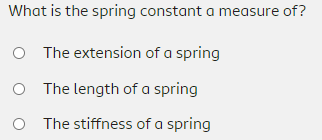 What is the spring constant a measure of?
The extension of a spring
The length of a spring
The stiffness of a spring